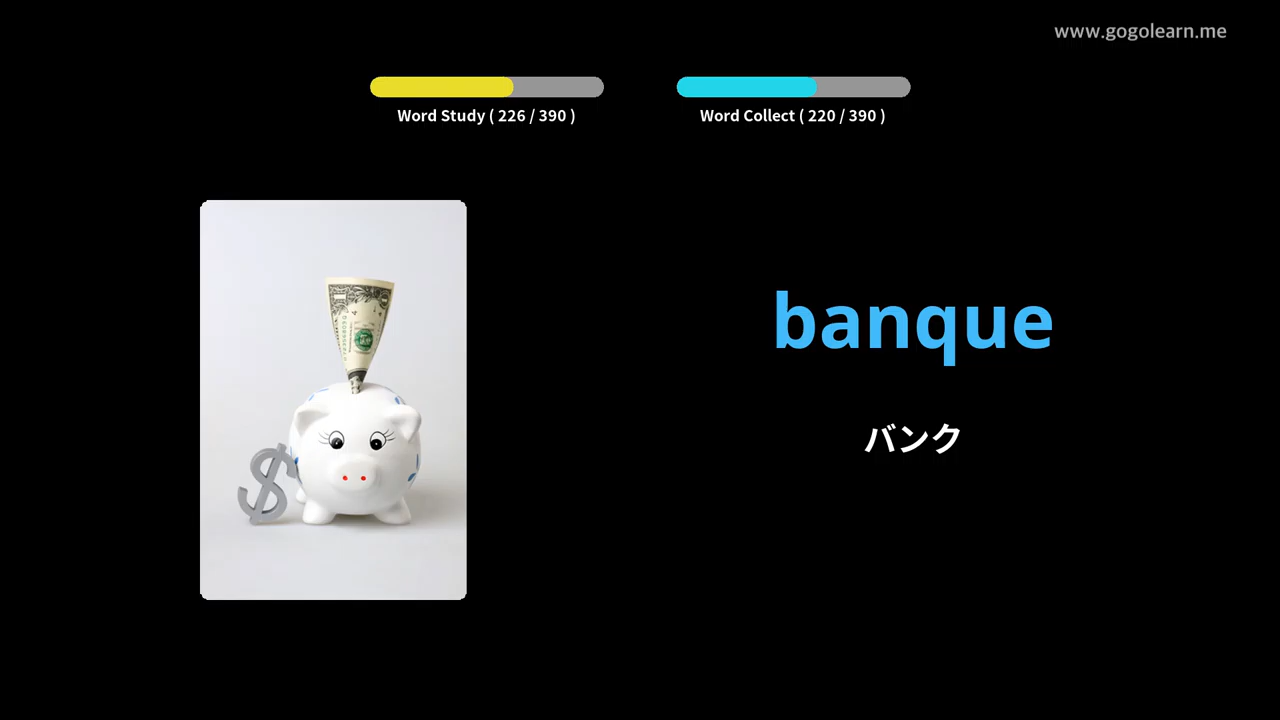 www.gogolearn.me
Word Study ( 226 / 390 )
Word Collect ( 220 / 390 )
banque
バンク
$